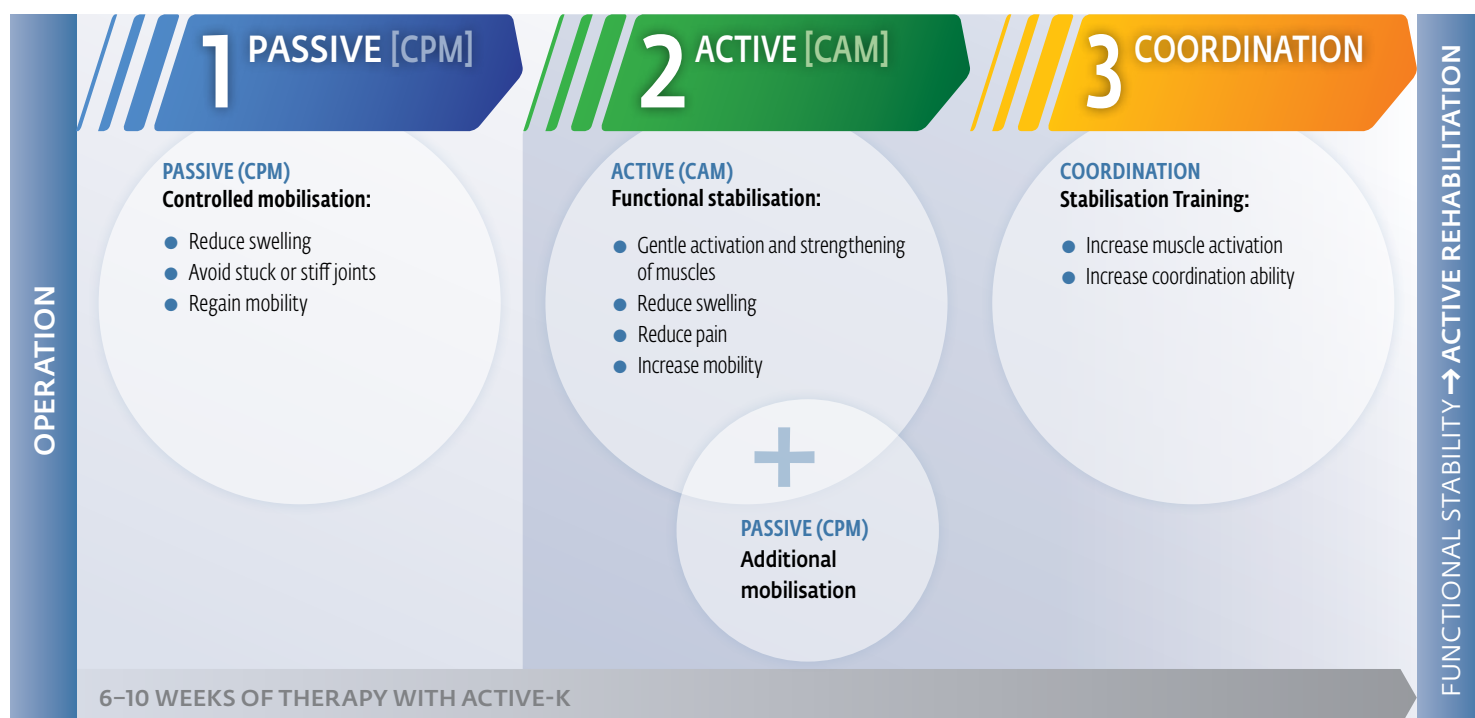 OPERATION
1 PASSIVE [CPM]
PASSIVE (CPM)
Controlled mobilisation:
● Reduce swelling
● Avoid stuck or stiff joints
● Regain mobility
2 ACTIVE [CAM]
ACTIVE (CAM)
Functional stabilisation:
● Gentle activation and strengthening
of muscles
● Reduce swelling
● Reduce pain
● Increase mobility
+
PASSIVE (CPM)
Additional
mobilisation
3 COORDINATION
COORDINATION
Stabilisation Training:
● Increase muscle activation
● Increase coordination ability
FUNCTIONAL STABILITY → ACTIVE REHABILITATION
6–10 WEEKS OF THERAPY WITH ACTIVE-K